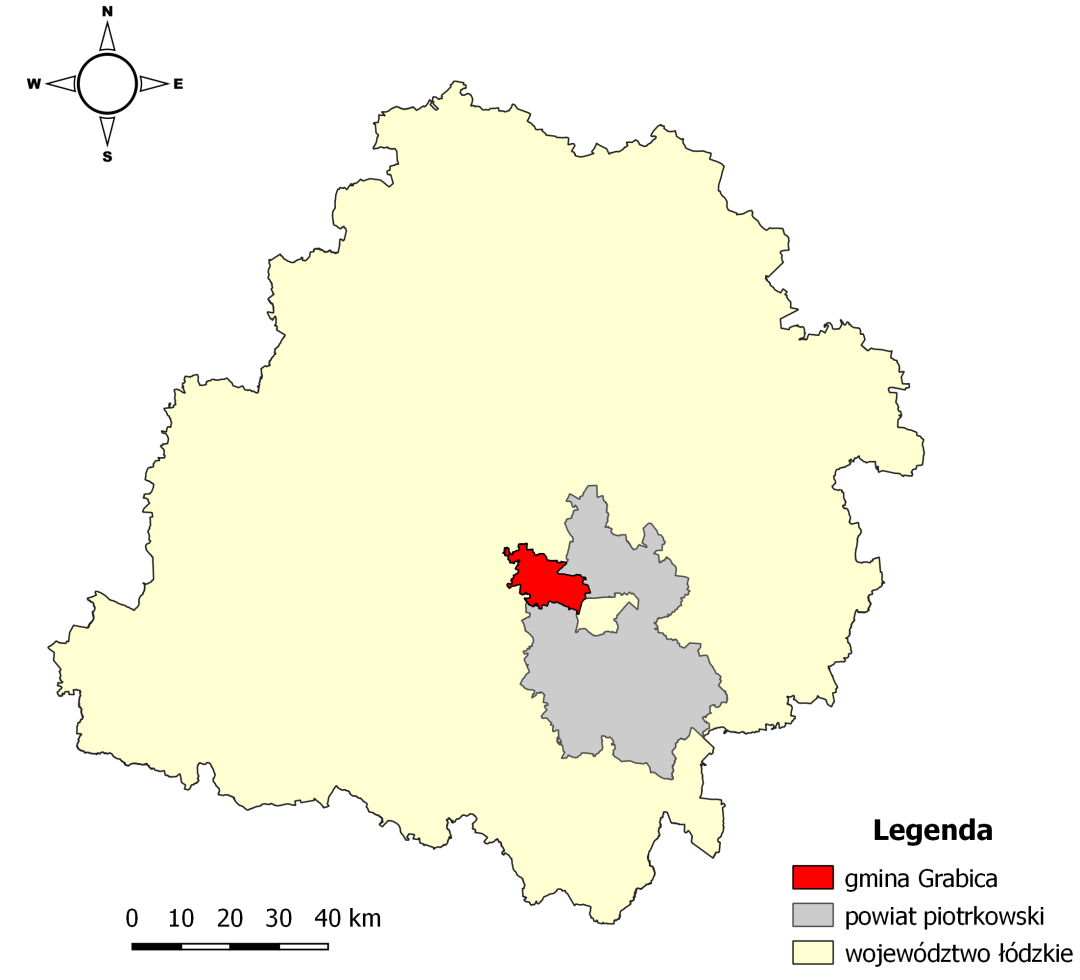 N
W E
S
Legenda
gmina Grabica
powiat piotrkowski
województwo łódzkie
0 10 20 30 40 km